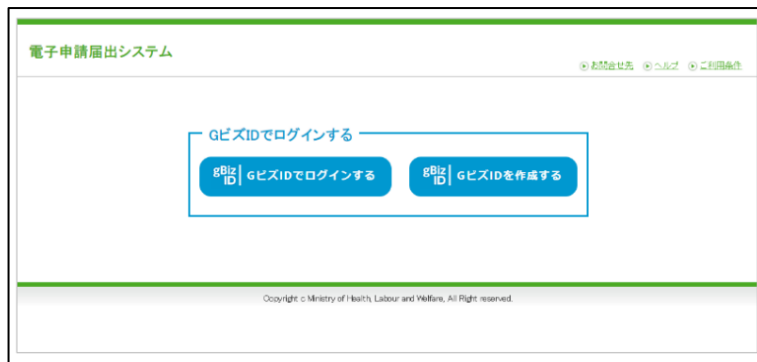 電子申請届出システム
お問合せ先 ヘルプ ご利用条件
GビズIDでログインする
gBiz ID GビズIDでログインする
gBiz ID GビズIDを作成する
Copyright c Ministry of Health, Labour and Welfare, All Right reserved.